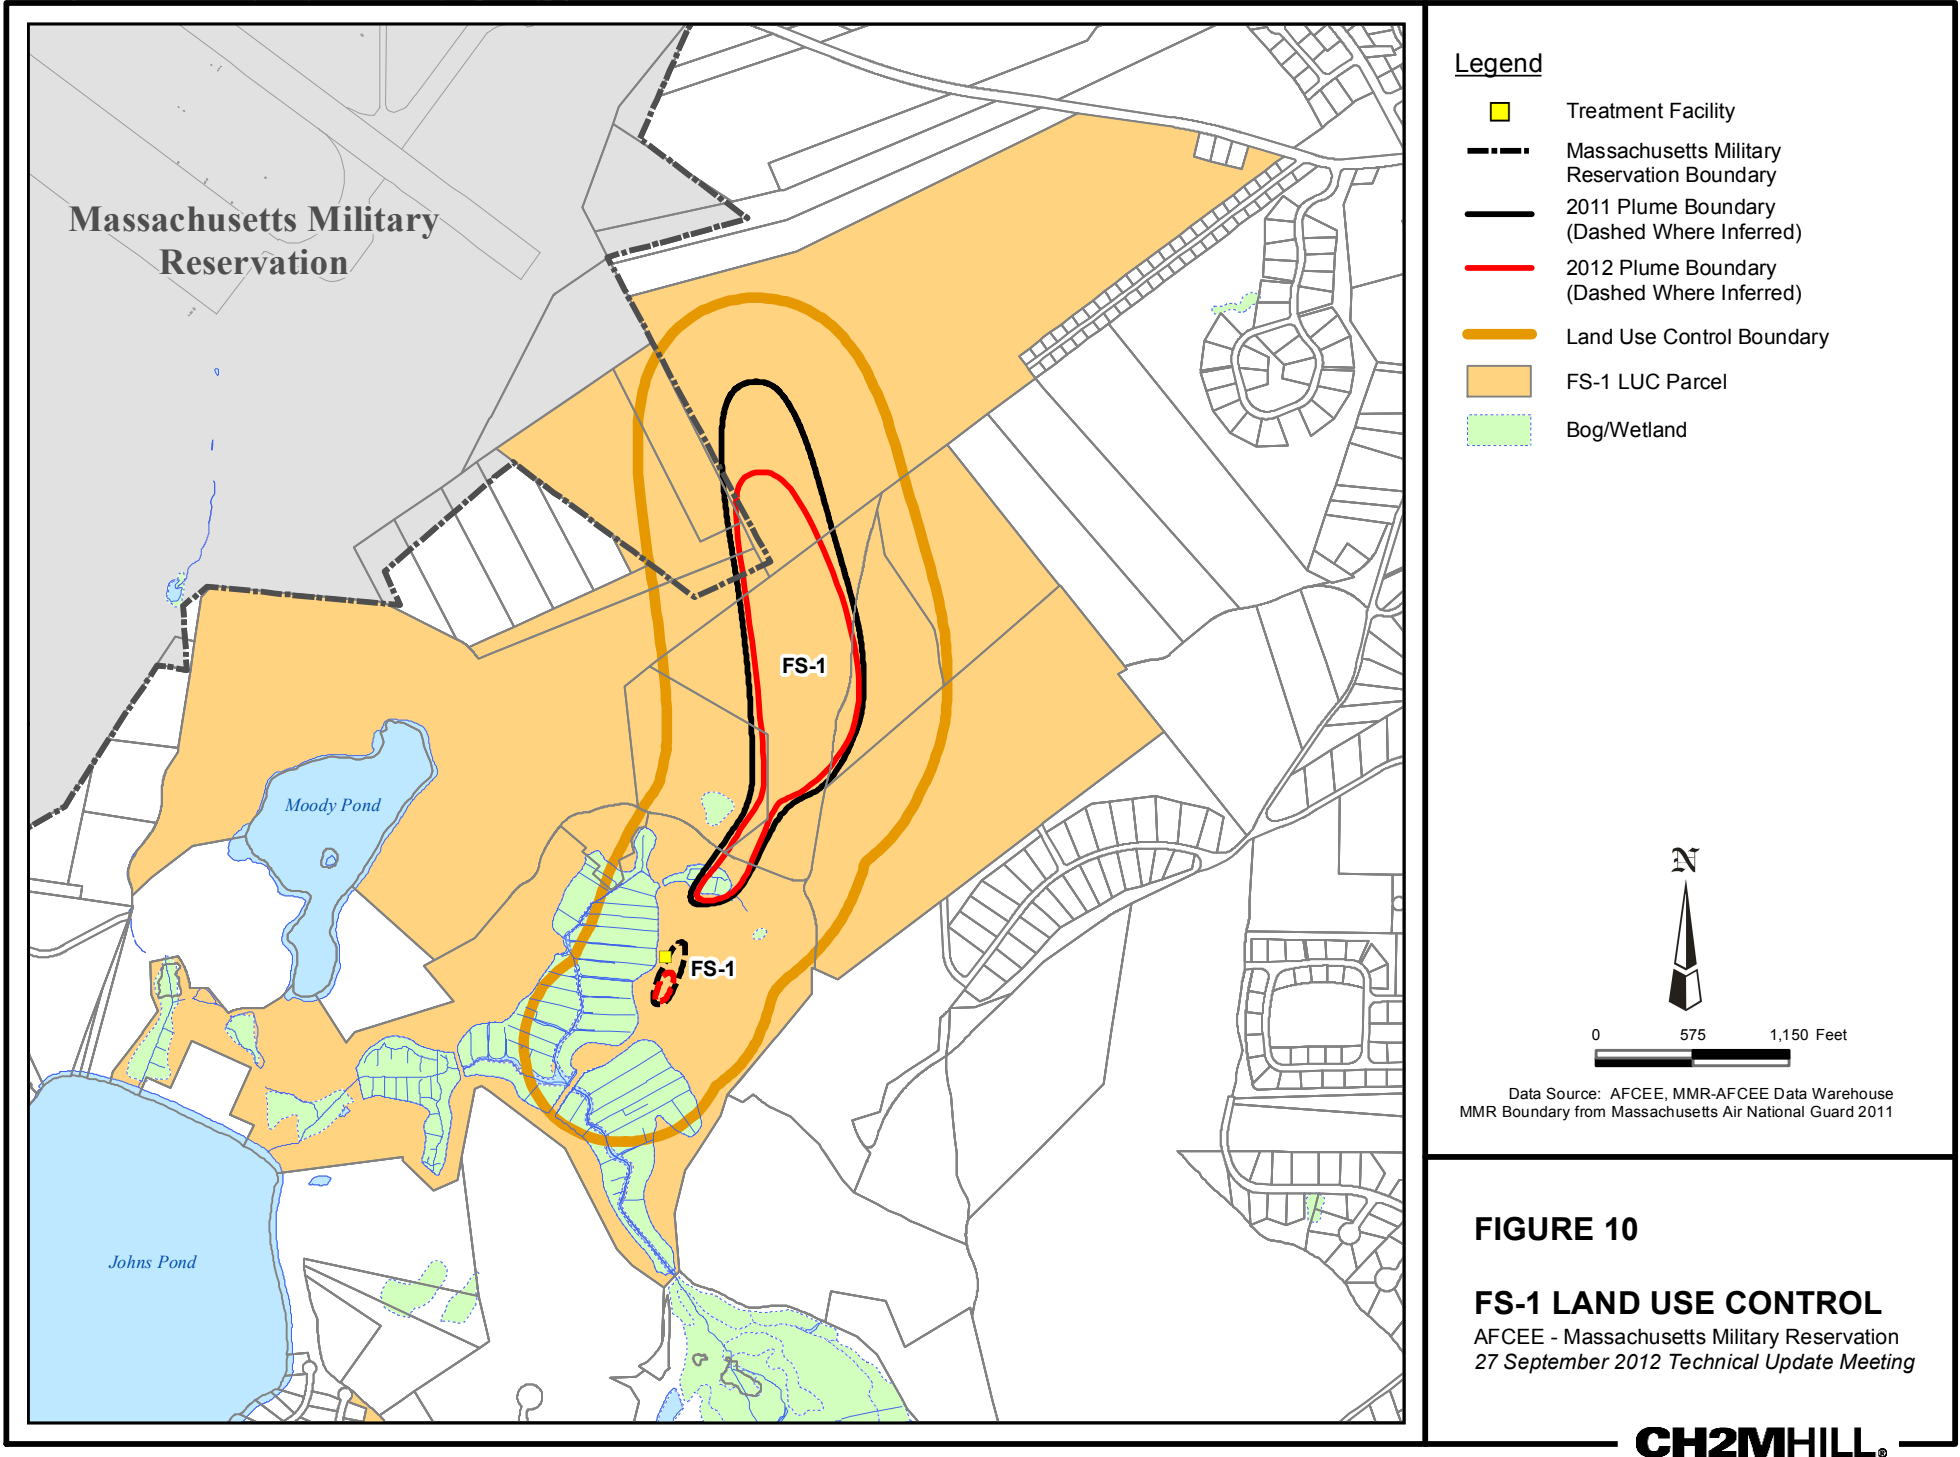 Massachusetts Military
Reservation
FS-1
Moody Pond
FS-1
Johns Pond
Legend
Treatment Facility
Massachusetts Military
Reservation Boundary
2011 Plume Boundary
(Dashed Where Inferred)
2012 Plume Boundary
(Dashed Where Inferred)
Land Use Control Boundary
FS-1 LUC Parcel
Bog/Wetland
N
0 575 1,150 Feet
Data Source: AFCEE, MMR-AFCEE Data Warehouse
MMR Boundary from Massachusetts Air National Guard 2011
FIGURE 10
FS-1 LAND USE CONTROL
AFCEE - Massachusetts Military Reservation
27 September 2012 Technical Update Meeting
CH2MHILL®